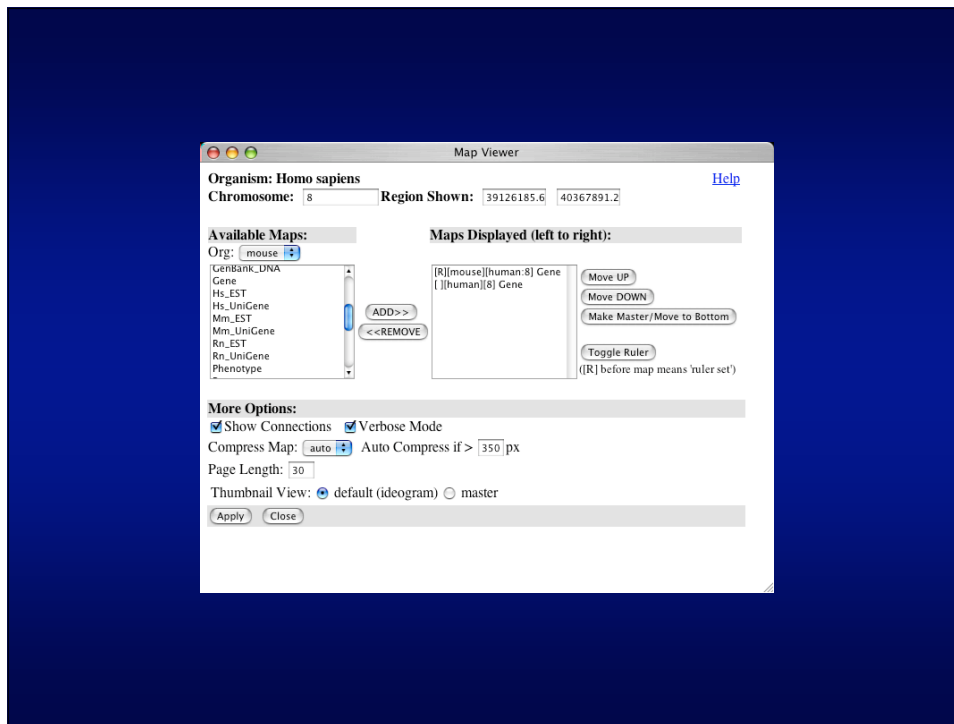 Map Viewer
Organism: Homo sapiens Help
Chromosome: 8 Region Shown: 39126185.6 40367891.2
Available Maps: Maps Displayed (left to right):
Org: mouse
GenBank_DNA
Gene
Hs_EST
Hs_UniGene
Mm_EST
Mm_UniGene
Rn_EST
Rn_UniGene
Phenotype
ADD>>
<<REMOVE
[R][mouse][human:8] Gene
[ ][human][8] Gene
Move UP
Move DOWN
Make Master/Move to Bottom
Toggle Ruler
([R] before map means 'ruler set')
More Options:
Show Connections Verbose Mode
Compress Map: auto Auto Compress if > 350 px
Page Length: 30
Thumbnail View: default (ideogram) master
Apply Close